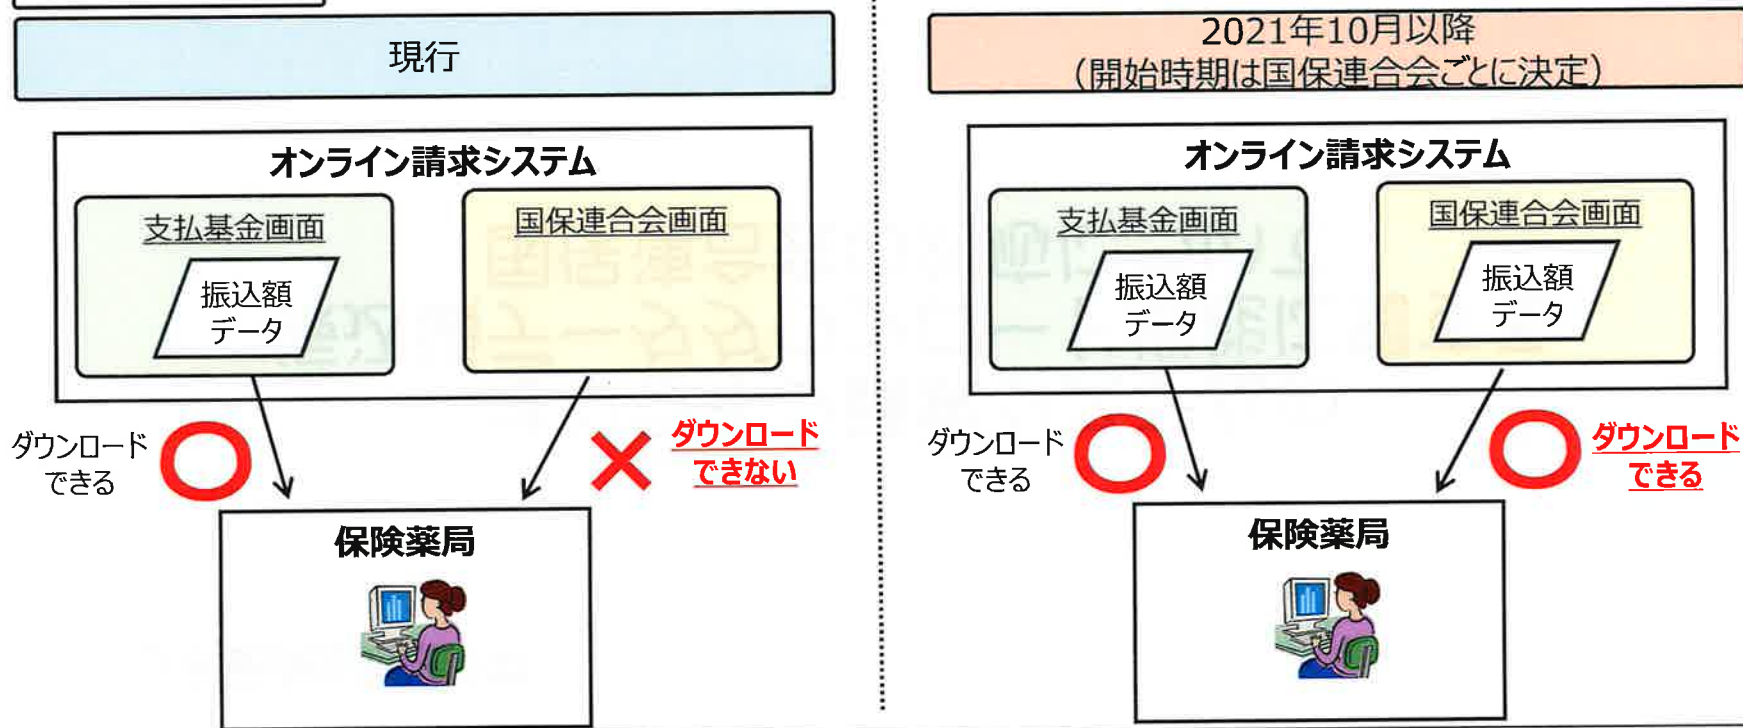 現行
オンライン請求システム
支払基金画面
振込額
データ
国保連合会画面
ダウンロード
できる
ダウンロード
できない
保険薬局
2021年10月以降
（開始時期は国保連合会ごとに決定）
オンライン請求システム
支払基金画面
振込額
データ
国保連合会画面
振込額
データ
ダウンロード
できる
ダウンロード
できる
保険薬局